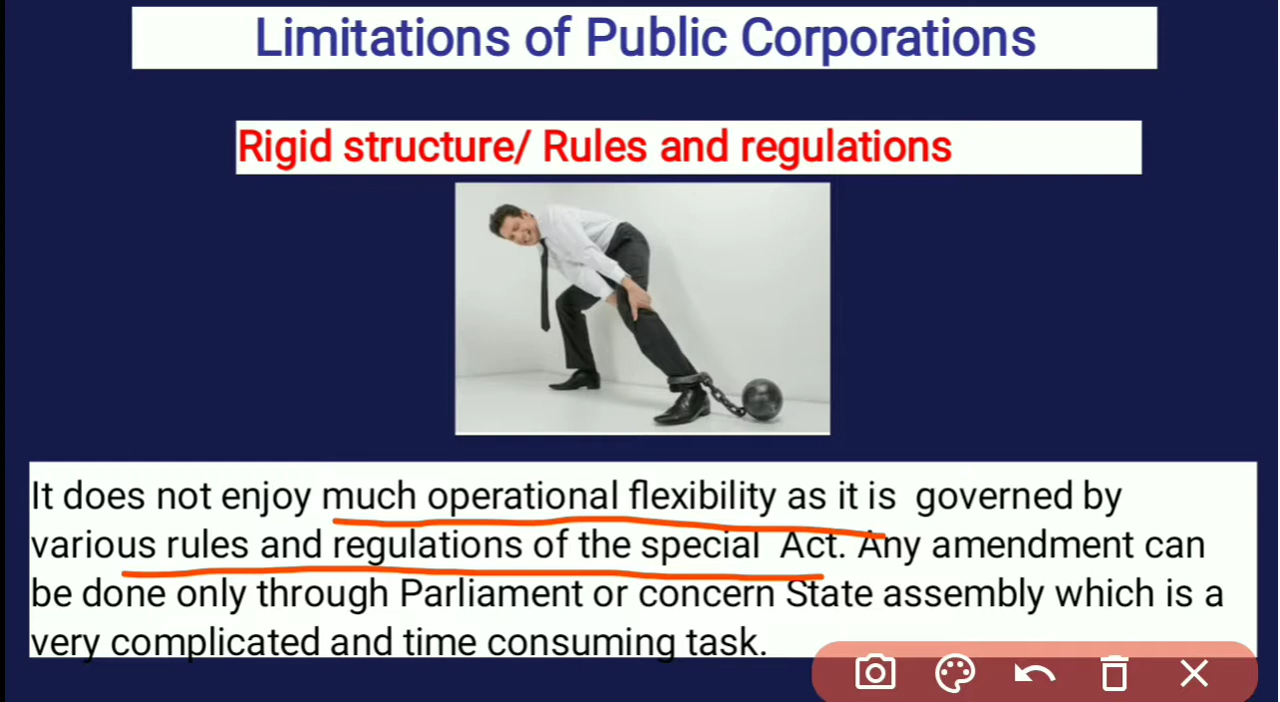 Limitations of Public Corporations
Rigid structure/ Rules and regulations
It does not enjoy much operational flexibility as it is governed by
various rules and regulations of the special Act. Any amendment can
be done only through Parliament or concern State assembly which is a
very complicated and time consuming task.